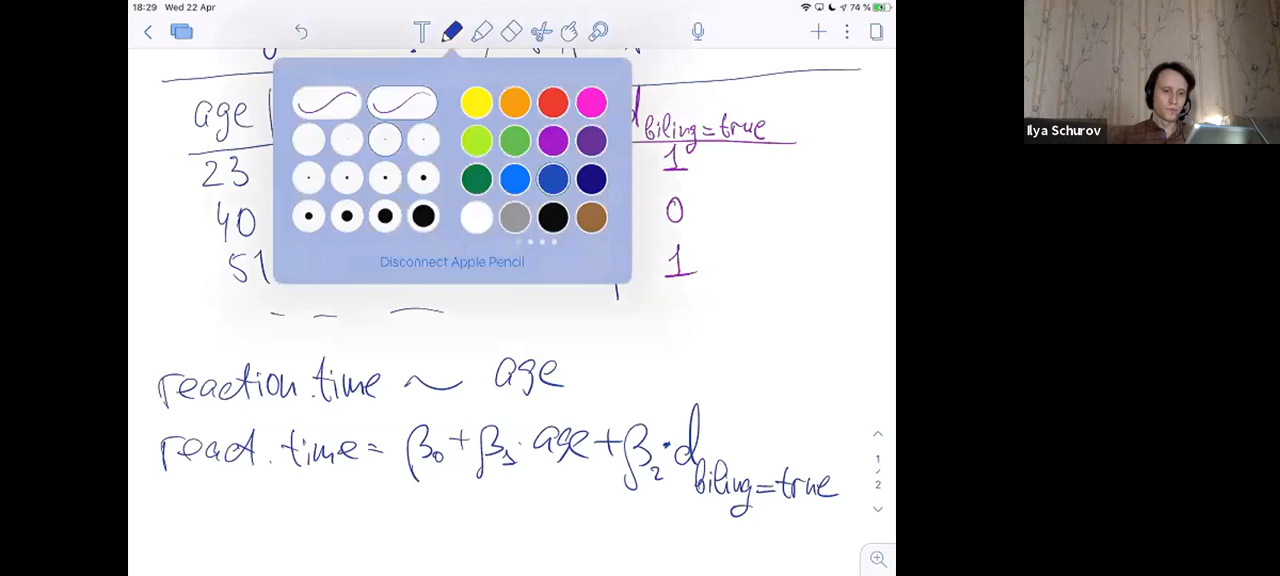 18:29 Wed 22 Apr
74 %
T
age
d biling=true
23
1
40
0
51
1
Disconnect Apple Pencil
reaction.time ~ age
react.time = β0 + β1· age + β2 · d biling=true
1
2
Ilya Schurov